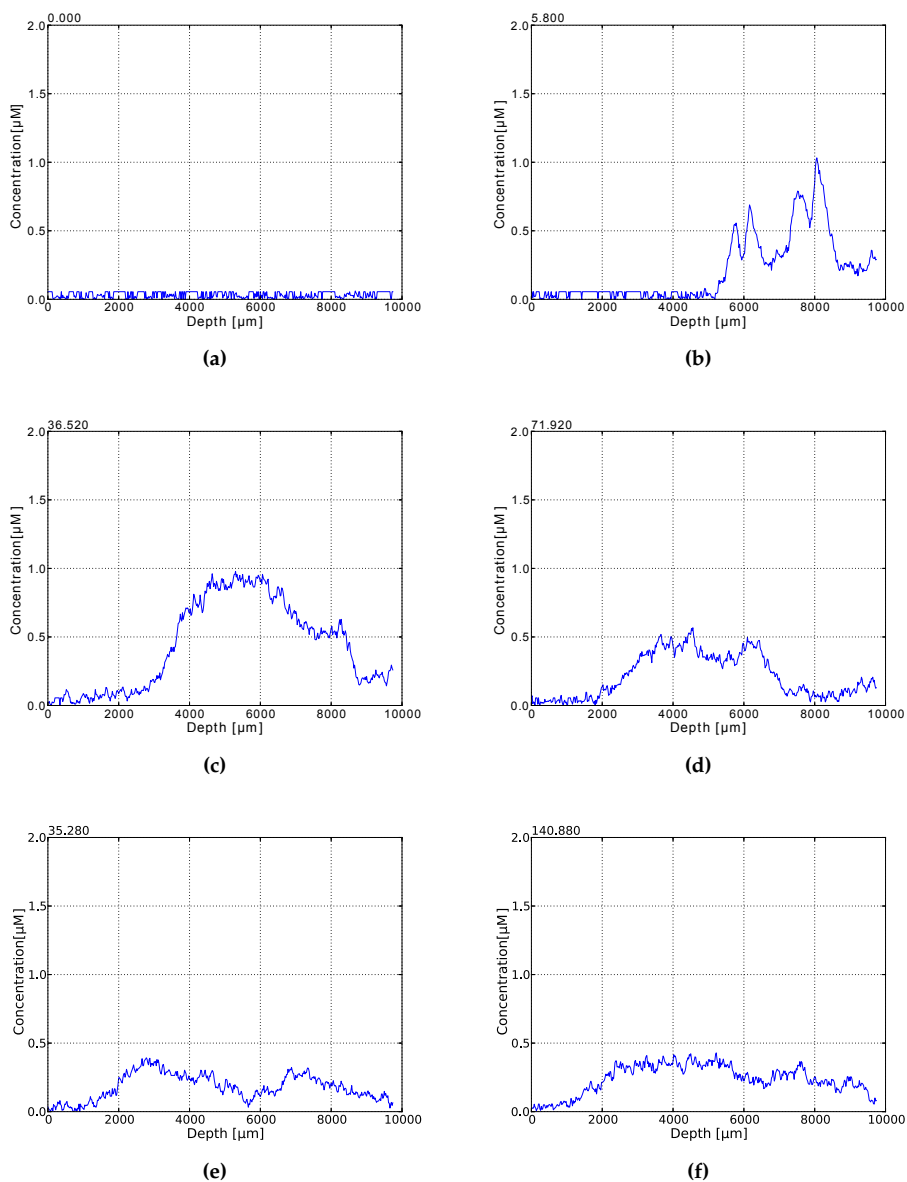 0.000
2.0
1.5
1.0
0.5
0.0
Concentration[µM]
0 2000 4000 6000 8000 10000
Depth [µm]
(a)
5.800
2.0
1.5
1.0
0.5
0.0
Concentration[µM ]
0 2000 4000 6000 8000 10000
Depth [µm]
(b)
36.520
2.0
1.5
1.0
0.5
0.0
Concentration[µM ]
0 2000 4000 6000 8000 10000
Depth [µm]
(c)
71.920
2.0
1.5
1.0
0.5
0.0
Concentration[µM ]
0 2000 4000 6000 8000 10000
Depth [µm]
(d)
35.280
2.0
1.5
1.0
0.5
0.0
Concentration[µM]
0 2000 4000 6000 8000 10000
Depth [µm]
(e)
140.880
2.0
1.5
1.0
0.5
0.0
Concentration[µM ]
0 2000 4000 6000 8000 10000
Depth [µm]
(f)